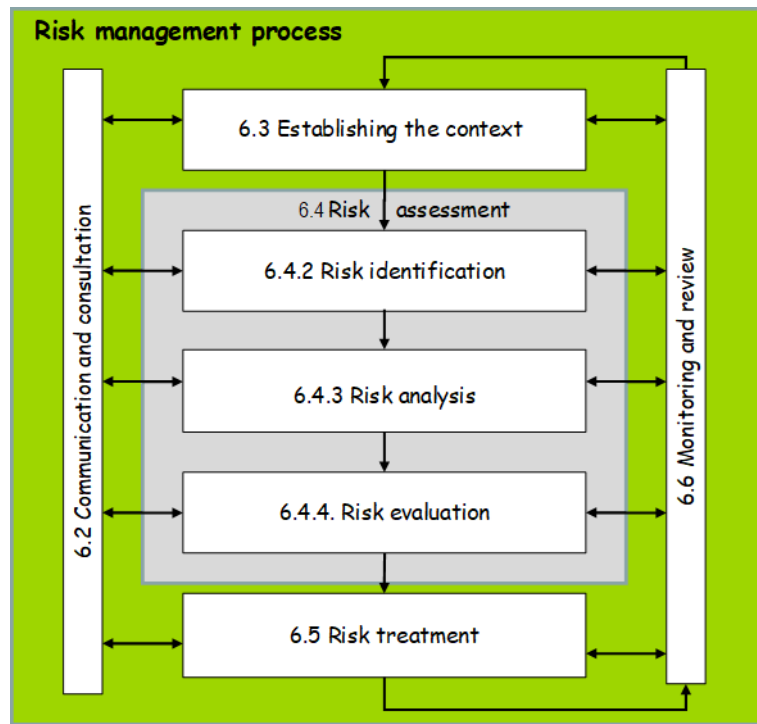 Risk management process
6.3 Establishing the context
6.4 Risk assessment
6.4.2 Risk identification
6.4.3 Risk analysis
6.4.4. Risk evaluation
6.5 Risk treatment
6.2 Communication and consultation
6.6 Monitoring and review